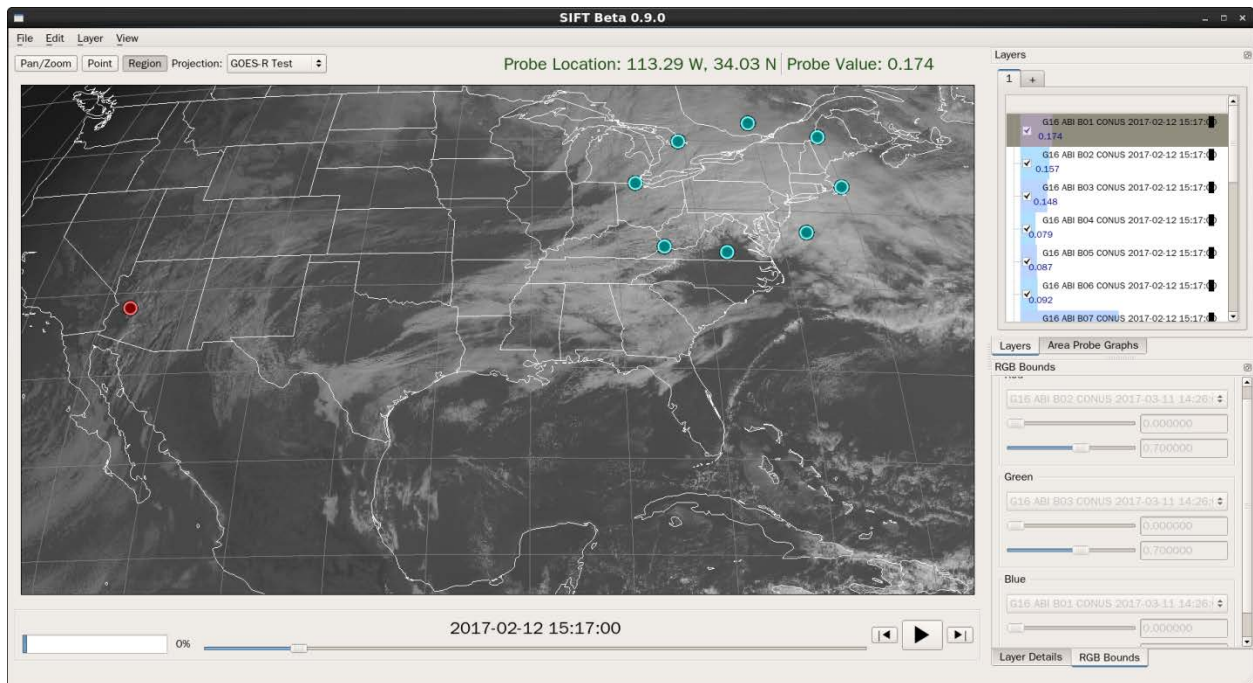 SIFT Beta 0.9.0
File Edit Layer View
Pan/Zoom Point Region Projection: GOES-R Test
Probe Location: 113.29 W, 34.03 N Probe Value: 0.174
Layers
1 +
G16 ABI B01 CONUS 2017-02-12 15:17:
0.174
G16 ABI B02 CONUS 2017-02-12 15:17:
0.157
G16 ABI B03 CONUS 2017-02-12 15:17:
0.148
G16 ABI B04 CONUS 2017-02-12 15:17:
0.079
G16 ABI B05 CONUS 2017-02-12 15:17:
0.087
G16 ABI B06 CONUS 2017-02-12 15:17:
0.092
G16 ABI B07 CONUS 2017-02-12 15:17:
Layers Area Probe Graphs
RGB Bounds
Red
G16 ABI B02 CONUS 2017-03-11 14:26:
0.000000
0.700000
Green
G16 ABI B03 CONUS 2017-03-11 14:26:
0.000000
0.700000
Blue
G16 ABI B01 CONUS 2017-03-11 14:26:
0.000000
Layer Details RGB Bounds
2017-02-12 15:17:00
0%